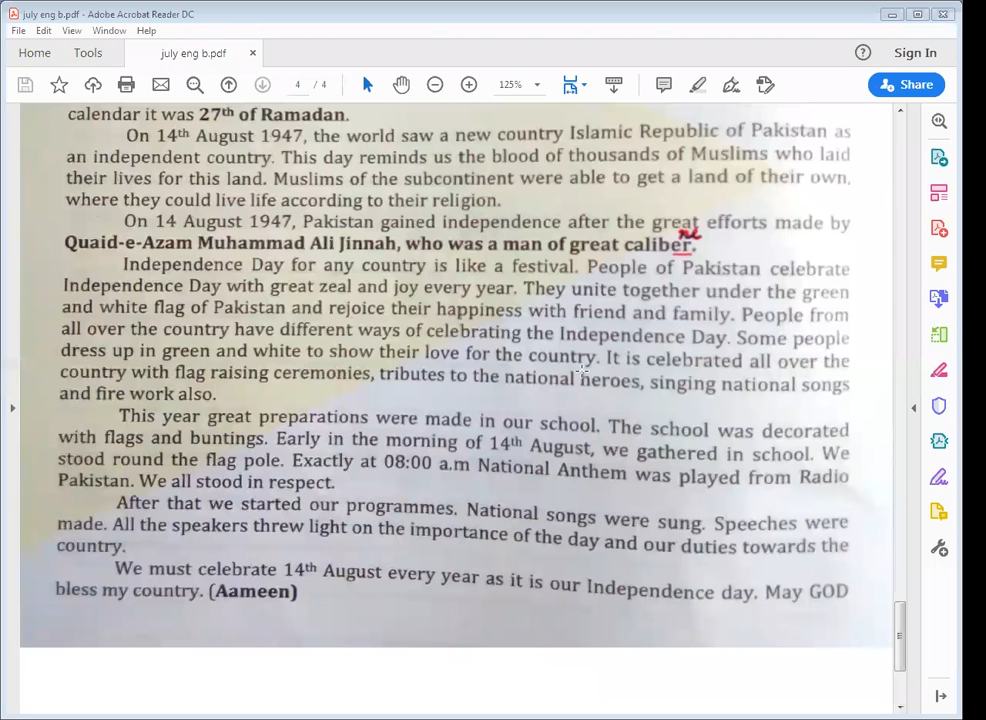 july eng b.pdf - Adobe Acrobat Reader DC
File Edit View Window Help
Home Tools july eng b.pdf × Sign In
4 / 4 125% Share
calendar it was 27th of Ramadan.
On 14th August 1947, the world saw a new country Islamic Republic of Pakistan as
an independent country. This day reminds us the blood of thousands of Muslims who laid
their lives for this land. Muslims of the subcontinent were able to get a land of their own,
where they could live life according to their religion.
On 14 August 1947, Pakistan gained independence after the great efforts made by
Quaid-e-Azam Muhammad Ali Jinnah, who was a man of great caliber.
re
Independence Day for any country is like a festival. People of Pakistan celebrate
Independence Day with great zeal and joy every year. They unite together under the green
and white flag of Pakistan and rejoice their happiness with friend and family. People from
all over the country have different ways of celebrating the Independence Day. Some people
dress up in green and white to show their love for the country. It is celebrated all over the
country with flag raising ceremonies, tributes to the national heroes, singing national songs
and fire work also.
This year great preparations were made in our school. The school was decorated
with flags and buntings. Early in the morning of 14th August, we gathered in school. We
stood round the flag pole. Exactly at 08:00 a.m National Anthem was played from Radio
Pakistan. We all stood in respect.
After that we started our programmes. National songs were sung. Speeches were
made. All the speakers threw light on the importance of the day and our duties towards the
country.
We must celebrate 14th August every year as it is our Independence day. May GOD
bless my country. (Aameen)